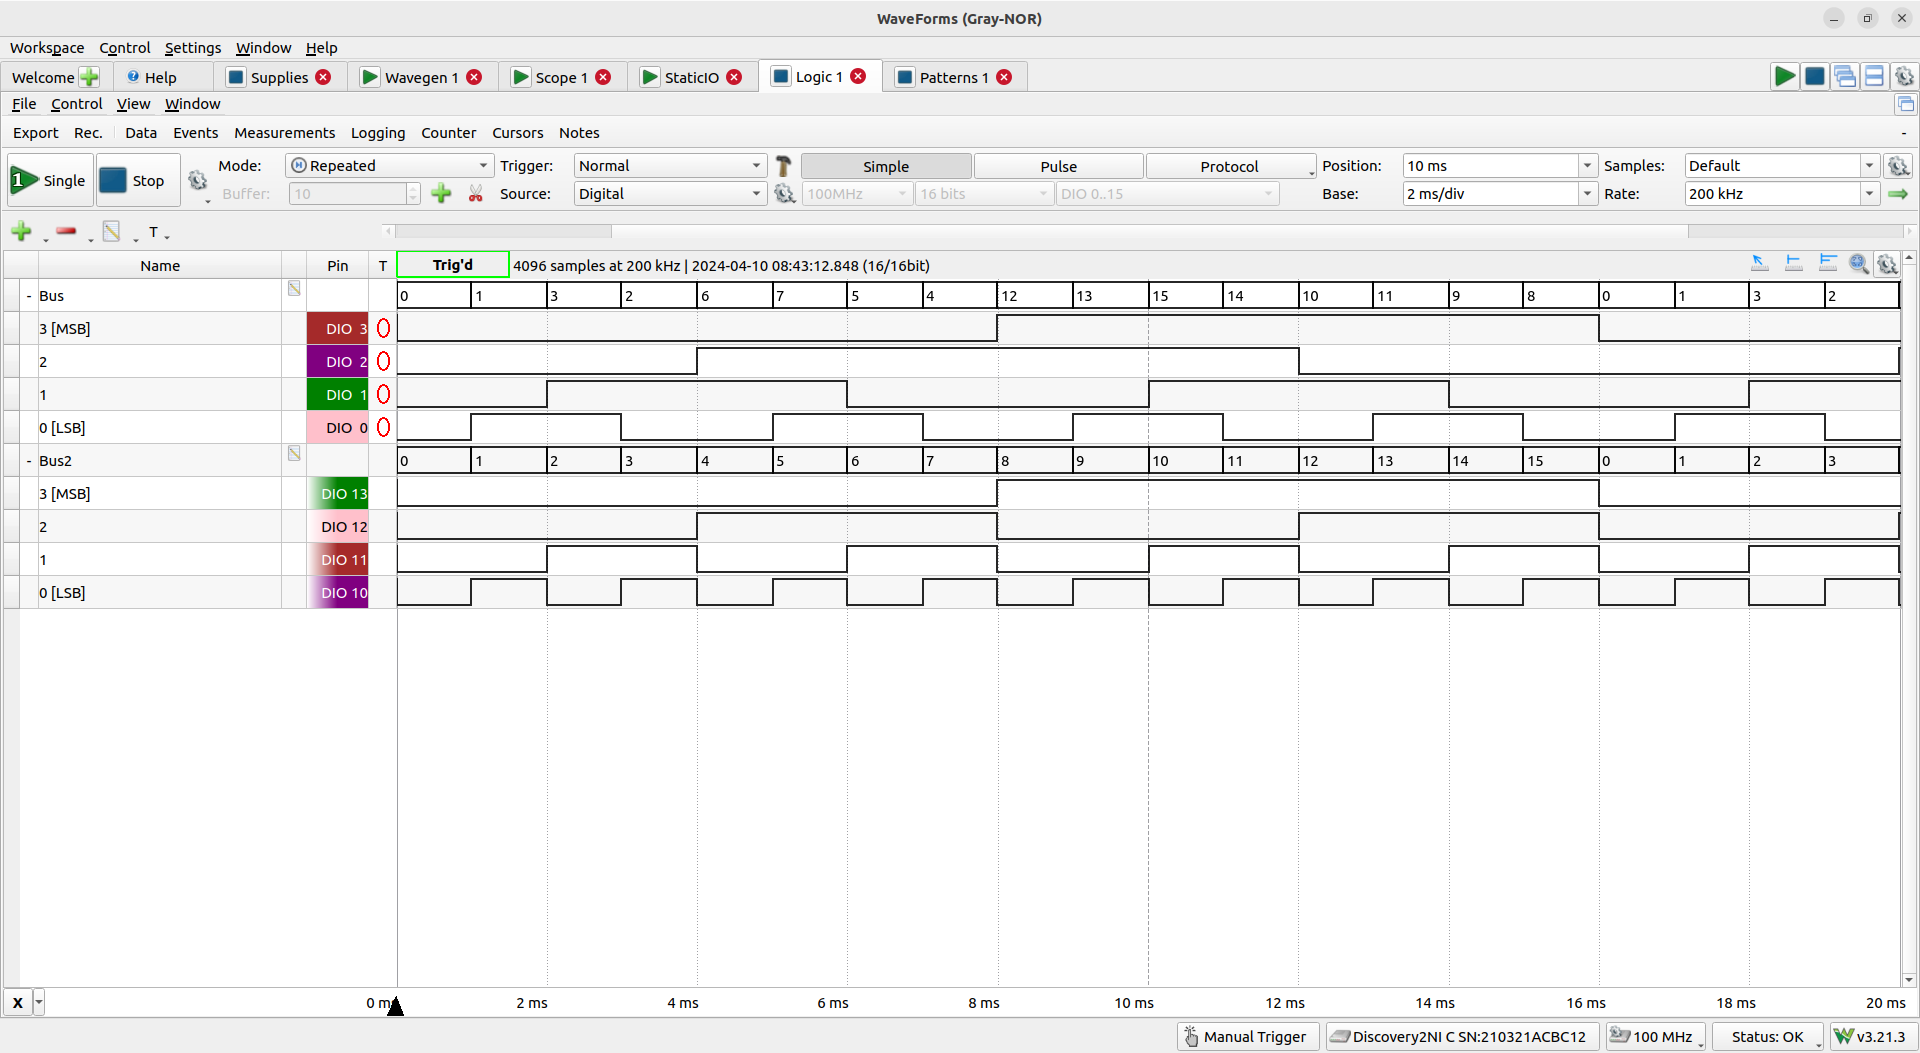 WaveForms (Gray-NOR)
Workspace Control Settings Window Help
Welcome Help Supplies Wavegen 1 Scope 1 StaticIO Logic 1 Patterns 1
File Control View Window
Export Rec. Data Events Measurements Logging Counter Cursors Notes -
Mode: Repeated Trigger: Normal Simple Pulse Protocol Position: 10 ms Samples: Default
1 Single Stop
Buffer: 10 Source: Digital 100MHz 16 bits DIO 0..15 Base: 2 ms/div Rate: 200 kHz
T
Name Pin T Trig'd 4096 samples at 200 kHz | 2024-04-10 08:43:12.848 (16/16bit)
- Bus 0 1 3 2 6 7 5 4 12 13 15 14 10 11 9 8 0 1 3 2
3 [MSB] DIO 3 0
2 DIO 2 0
1 DIO 1 0
0 [LSB] DIO 0 0
- Bus2 0 1 2 3 4 5 6 7 8 9 10 11 12 13 14 15 0 1 2 3
3 [MSB] DIO 13
2 DIO 12
1 DIO 11
0 [LSB] DIO 10
X 0 ms 2 ms 4 ms 6 ms 8 ms 10 ms 12 ms 14 ms 16 ms 18 ms 20 ms
Manual Trigger Discovery2NI C SN:210321ACBC12 100 MHz Status: OK W v3.21.3